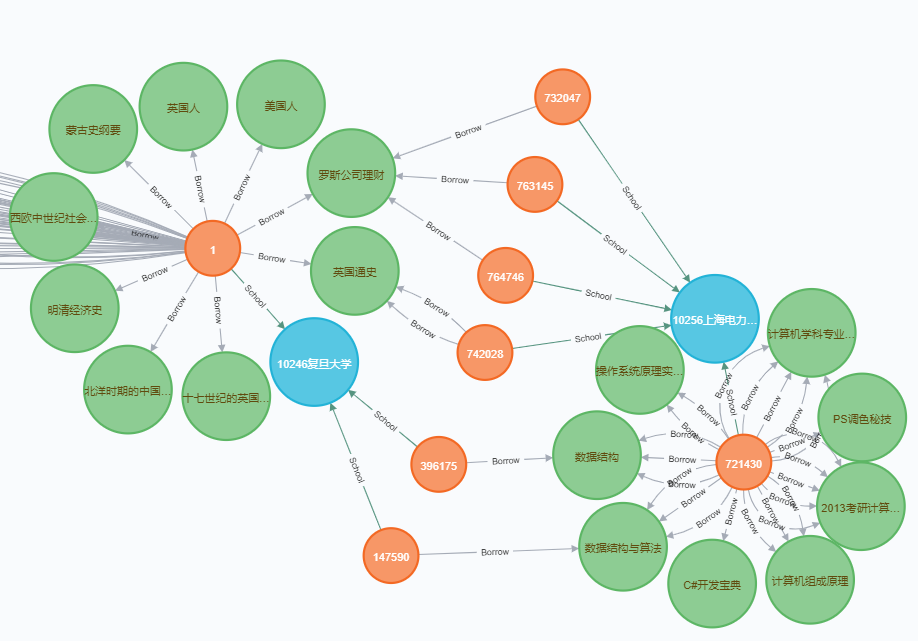 732047
英国人
美国人
蒙古史纲要
Borrow
罗斯公司理财
Borrow
763145
Borrow
Borrow
Borrow
School
西欧中世纪社会...
Borrow
Borrow
Borrow
School
1
Borrow
英国通史
764746
Borrow
School
School
明清经济史
Borrow
Borrow
Borrow
Borrow
10256上海电力...
计算机学科专业...
742028
School
10246复旦大学
北洋时期的中国...
十七世纪的英国...
操作系统原理实...
Borrow
School
Borrow
Borrow
Borrow
PS调色秘技
School
396175
Borrow
数据结构
Borrow
Borrow
Borrow
721430
Borrow
Borrow
School
Borrow
Borrow
Borrow
2013考研计算...
147590
Borrow
数据结构与算法
Borrow
Borrow
Borrow
Borrow
Borrow
C#开发宝典
计算机组成原理